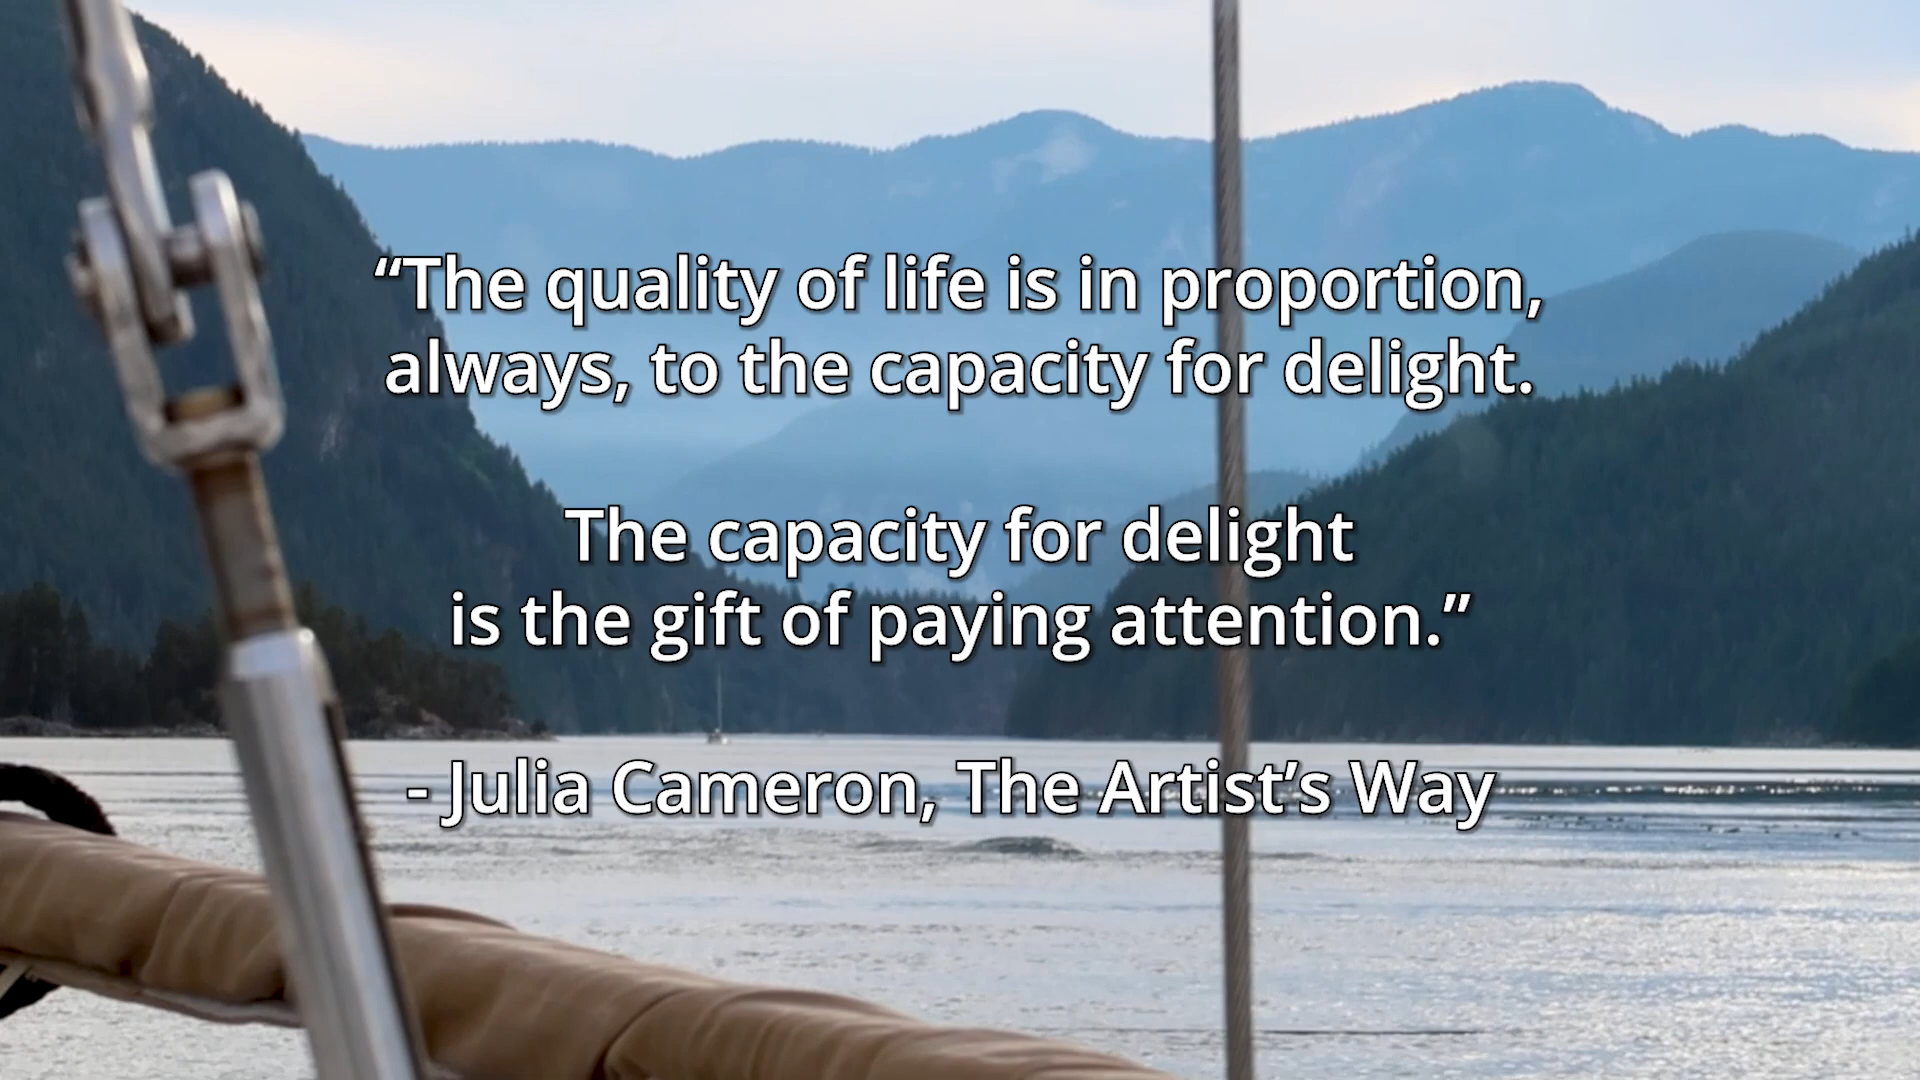 “The quality of life is in proportion,
always, to the capacity for delight.
The capacity for delight
is the gift of paying attention.”
- Julia Cameron, The Artist’s Way